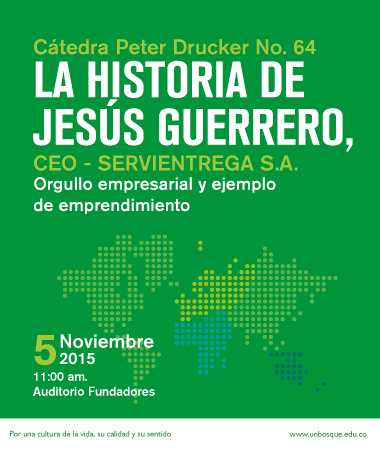 Cátedra Peter Drucker No. 64
LA HISTORIA DE
JESÚS GUERRERO,
CEO - SERVIENTREGA S.A.
Orgullo empresarial y ejemplo
de emprendimiento
5 Noviembre
2015
11:00 am.
Auditorio Fundadores
Por una cultura de la vida, su calidad y su sentido
www.unbosque.edu.co